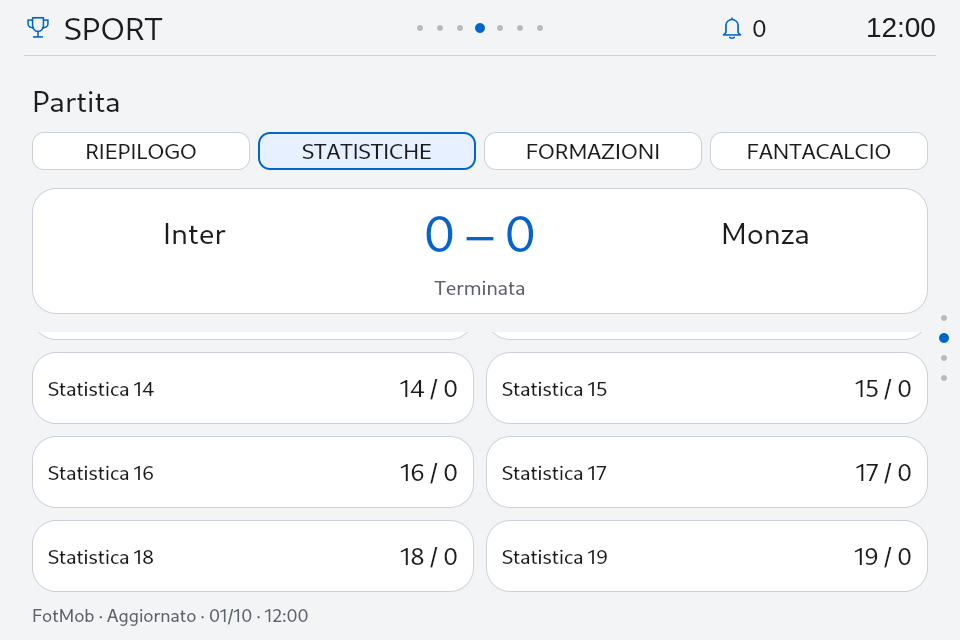 SPORT
0
12:00
Partita
RIEPILOGO
STATISTICHE
FORMAZIONI
FANTACALCIO
Inter
0 – 0
Monza
Terminata
Statistica 14
14 / 0
Statistica 15
15 / 0
Statistica 16
16 / 0
Statistica 17
17 / 0
Statistica 18
18 / 0
Statistica 19
19 / 0
FotMob · Aggiornato · 01/10 · 12:00